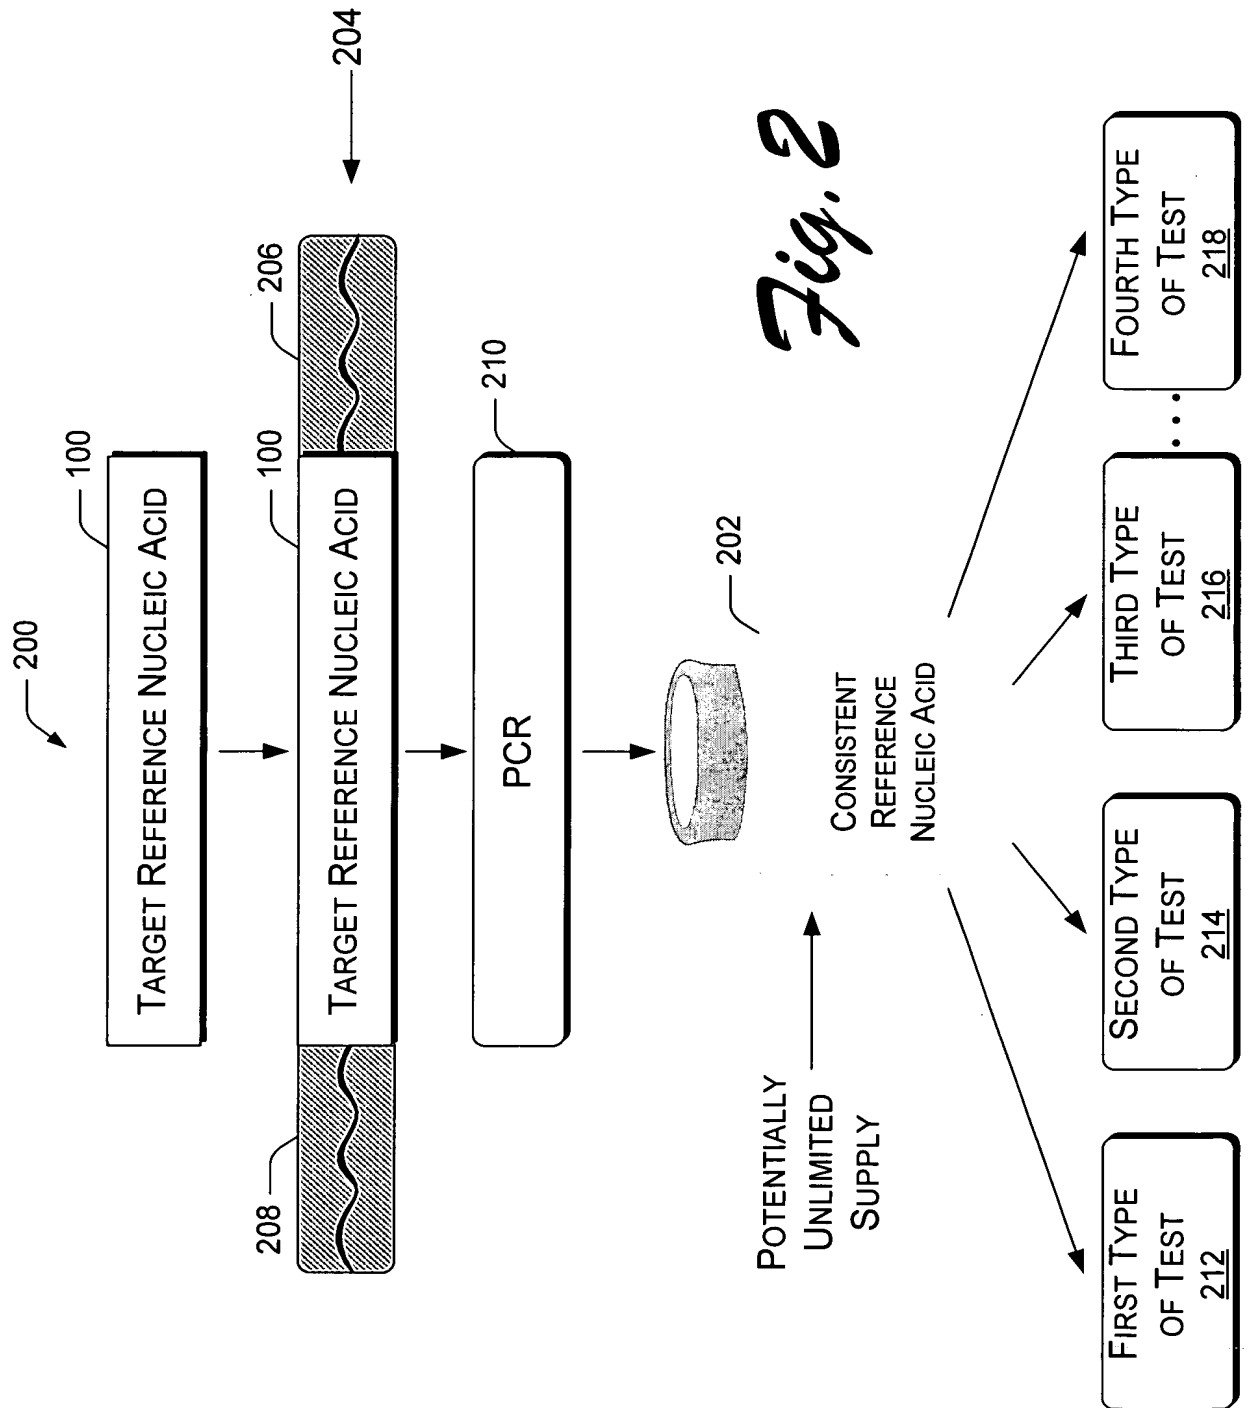 200
100
TARGET REFERENCE NUCLEIC ACID
204
208
100
206
TARGET REFERENCE NUCLEIC ACID
210
PCR
202
POTENTIALLY
UNLIMITED
SUPPLY
CONSISTENT
REFERENCE
NUCLEIC ACID
Fig. 2
FIRST TYPE
OF TEST
212
SECOND TYPE
OF TEST
214
THIRD TYPE
OF TEST
216
FOURTH TYPE
OF TEST
218